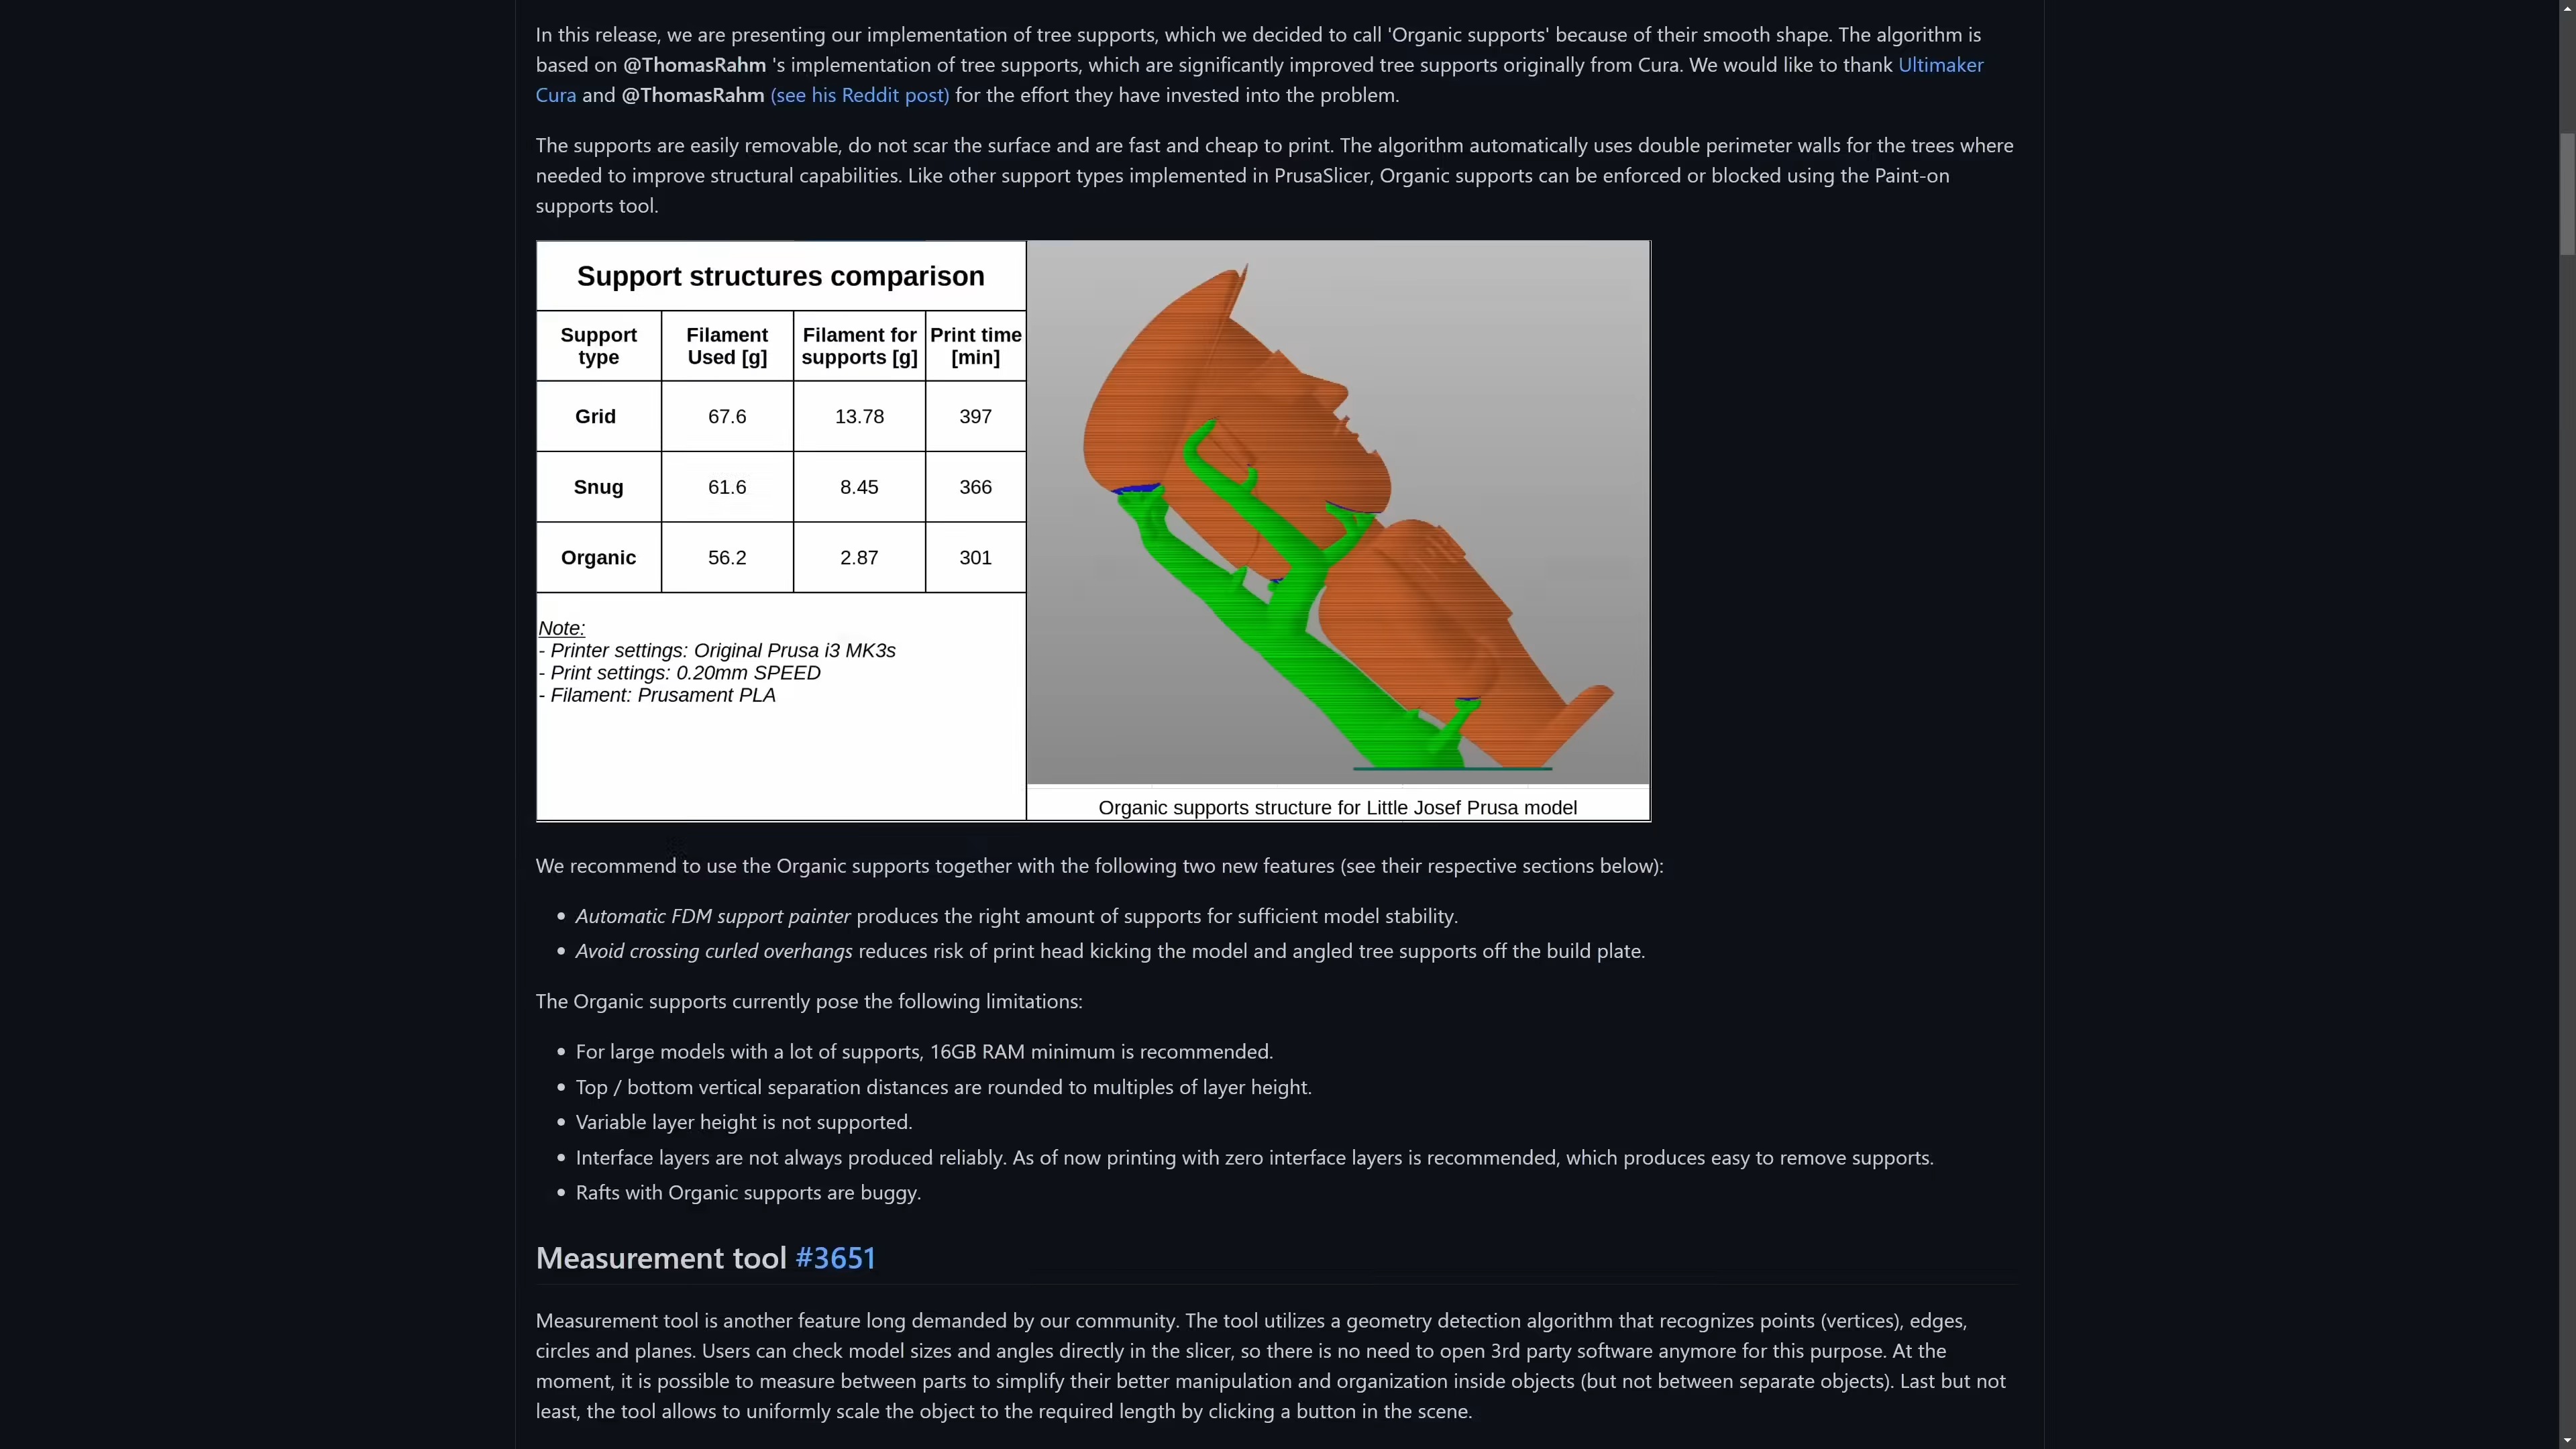 In this release, we are presenting our implementation of tree supports, which we decided to call 'Organic supports' because of their smooth shape. The algorithm is
based on @ThomasRahm 's implementation of tree supports, which are significantly improved tree supports originally from Cura. We would like to thank Ultimaker
Cura and @ThomasRahm (see his Reddit post) for the effort they have invested into the problem.
The supports are easily removable, do not scar the surface and are fast and cheap to print. The algorithm automatically uses double perimeter walls for the trees where
needed to improve structural capabilities. Like other support types implemented in PrusaSlicer, Organic supports can be enforced or blocked using the Paint-on
supports tool.
Support structures comparison
Support type Filament Used [g] Filament for supports [g] Print time [min]
Grid 67.6 13.78 397
Snug 61.6 8.45 366
Organic 56.2 2.87 301
Note:
- Printer settings: Original Prusa i3 MK3s
- Print settings: 0.20mm SPEED
- Filament: Prusament PLA
Organic supports structure for Little Josef Prusa model
We recommend to use the Organic supports together with the following two new features (see their respective sections below):
• Automatic FDM support painter produces the right amount of supports for sufficient model stability.
• Avoid crossing curled overhangs reduces risk of print head kicking the model and angled tree supports off the build plate.
The Organic supports currently pose the following limitations:
• For large models with a lot of supports, 16GB RAM minimum is recommended.
• Top / bottom vertical separation distances are rounded to multiples of layer height.
• Variable layer height is not supported.
• Interface layers are not always produced reliably. As of now printing with zero interface layers is recommended, which produces easy to remove supports.
• Rafts with Organic supports are buggy.
Measurement tool #3651
Measurement tool is another feature long demanded by our community. The tool utilizes a geometry detection algorithm that recognizes points (vertices), edges,
circles and planes. Users can check model sizes and angles directly in the slicer, so there is no need to open 3rd party software anymore for this purpose. At the
moment, it is possible to measure between parts to simplify their better manipulation and organization inside objects (but not between separate objects). Last but not
least, the tool allows to uniformly scale the object to the required length by clicking a button in the scene.